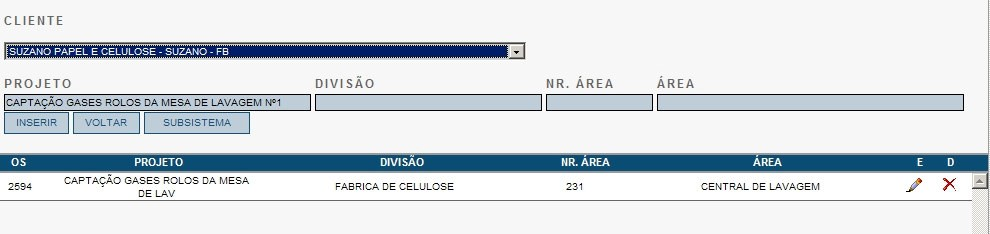 CLIENTE
SUZANO PAPEL E CELULOSE - SUZANO - FB
PROJETO DIVISÃO NR. ÁREA ÁREA
CAPTAÇÃO GASES ROLOS DA MESA DE LAVAGEM Nº1
INSERIR VOLTAR SUBSISTEMA
OS PROJETO DIVISÃO NR. ÁREA ÁREA E D
2594 CAPTAÇÃO GASES ROLOS DA MESA FABRICA DE CELULOSE 231 CENTRAL DE LAVAGEM
DE LAV